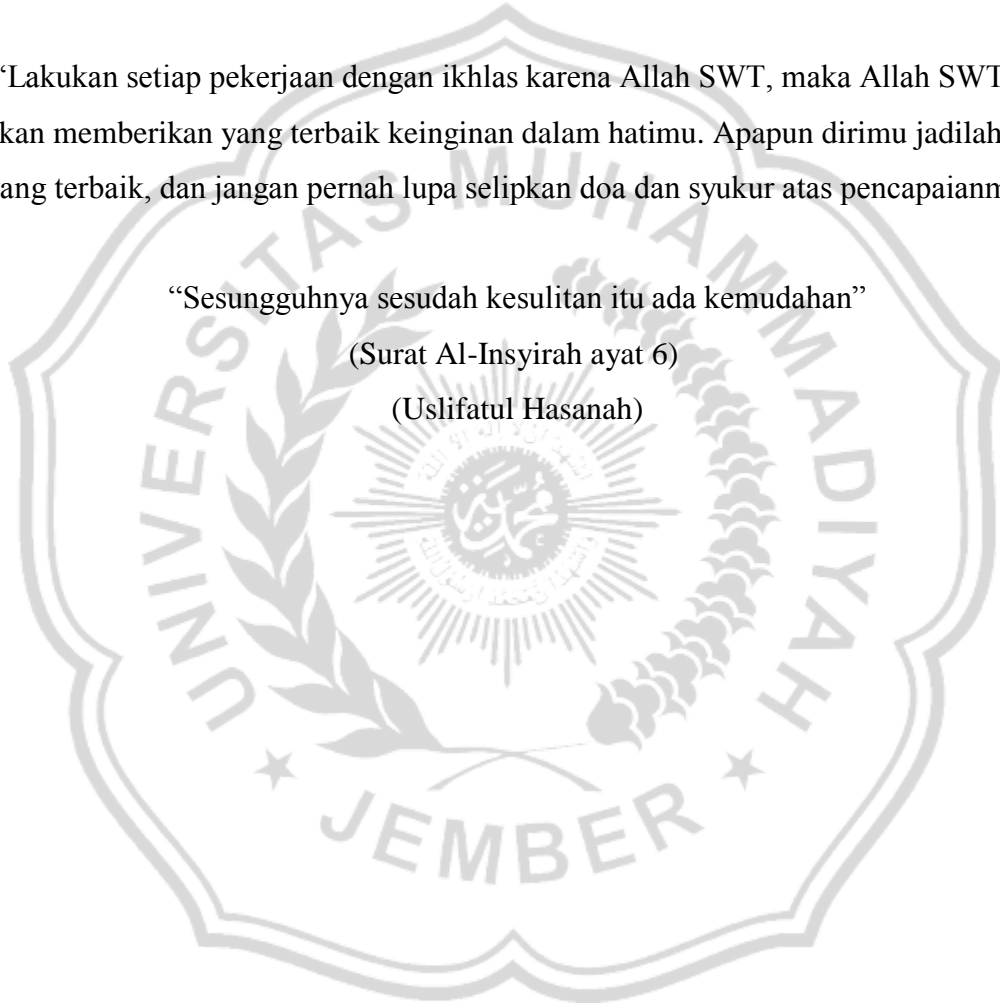 “Lakukan setiap pekerjaan dengan ikhlas karena Allah SWT, maka Allah SWT
kan memberikan yang terbaik keinginan dalam hatimu. Apapun dirimu jadilah
ang terbaik, dan jangan pernah lupa selipkan doa dan syukur atas pencapaian
“Sesungguhnya sesudah kesulitan itu ada kemudahan”
(Surat Al-Insyirah ayat 6)
(Uslifatul Hasanah)
UNIVERSITAS MUHAMMADIYAH
JEMBER